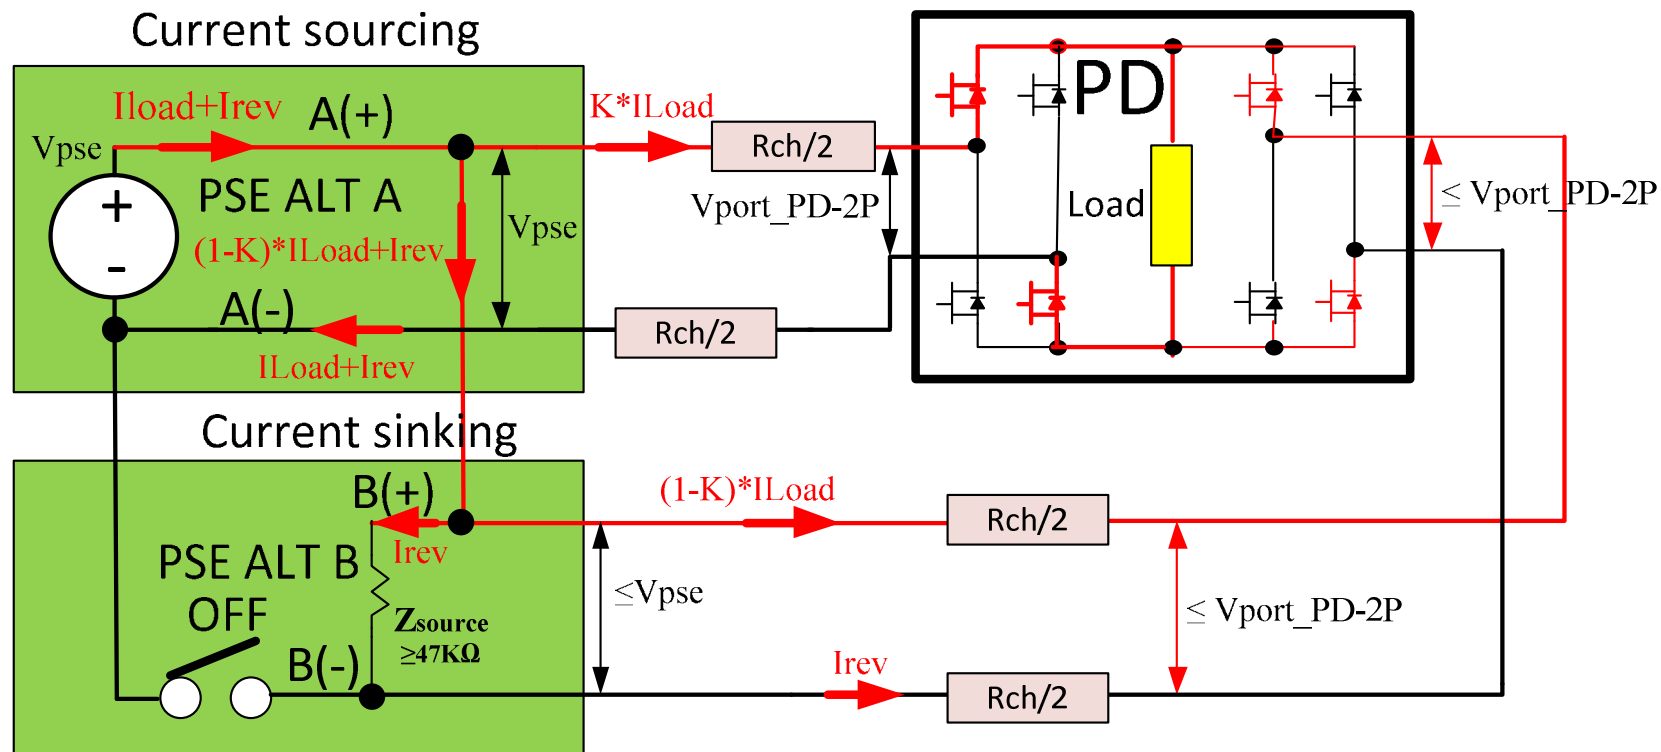 Current sourcing
Iload+Irev
A(+)
K*ILoad
Vpse
+
-
PSE ALT A
(1-K)*ILoad+Irev
Vpse
A(-)
ILoad+Irev
Rch/2
Vport_PD-2P
Rch/2
PD
Load
≤ Vport_PD-2P
Current sinking
B(+)
Irev
PSE ALT B
OFF
Zsource
≥47KΩ
B(-)
(1-K)*ILoad
Rch/2
≤Vpse
≤ Vport_PD-2P
Irev
Rch/2